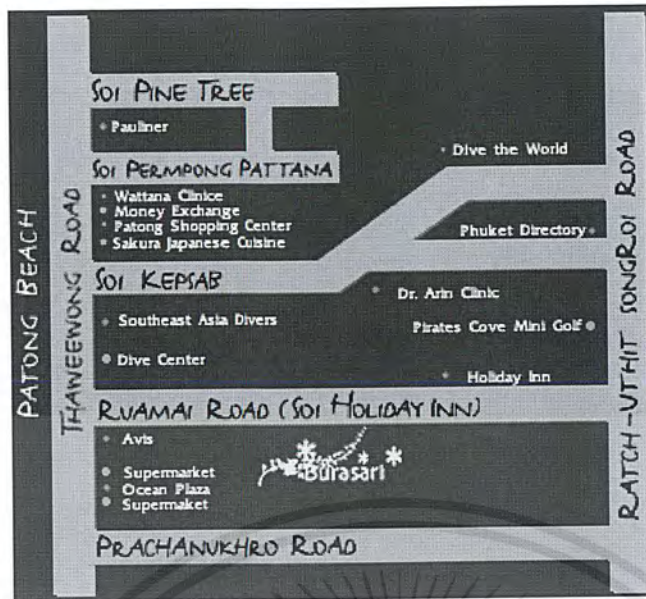 SOI PINE TREE
Pauliner
SOI PERMPONG PATTANA
Wattana Clinice
Money Exchange
Patong Shopping Center
Sakura Japanese Cuisine
Dive the World
Phuket Directory
SOI KEPSAB
Dr. Arin Clinic
Southeast Asia Divers
Pirates Cove Mini Golf
Dive Center
Holiday Inn
RUAMAI ROAD (SOI HOLIDAY INN)
Avis
Supermarket
Ocean Plaza
Supermaket
Burasari
PRACHANUKHRO ROAD
PATONG BEACH
THAWEEWONG ROAD
RATCH-UTHIT SONGROI ROAD